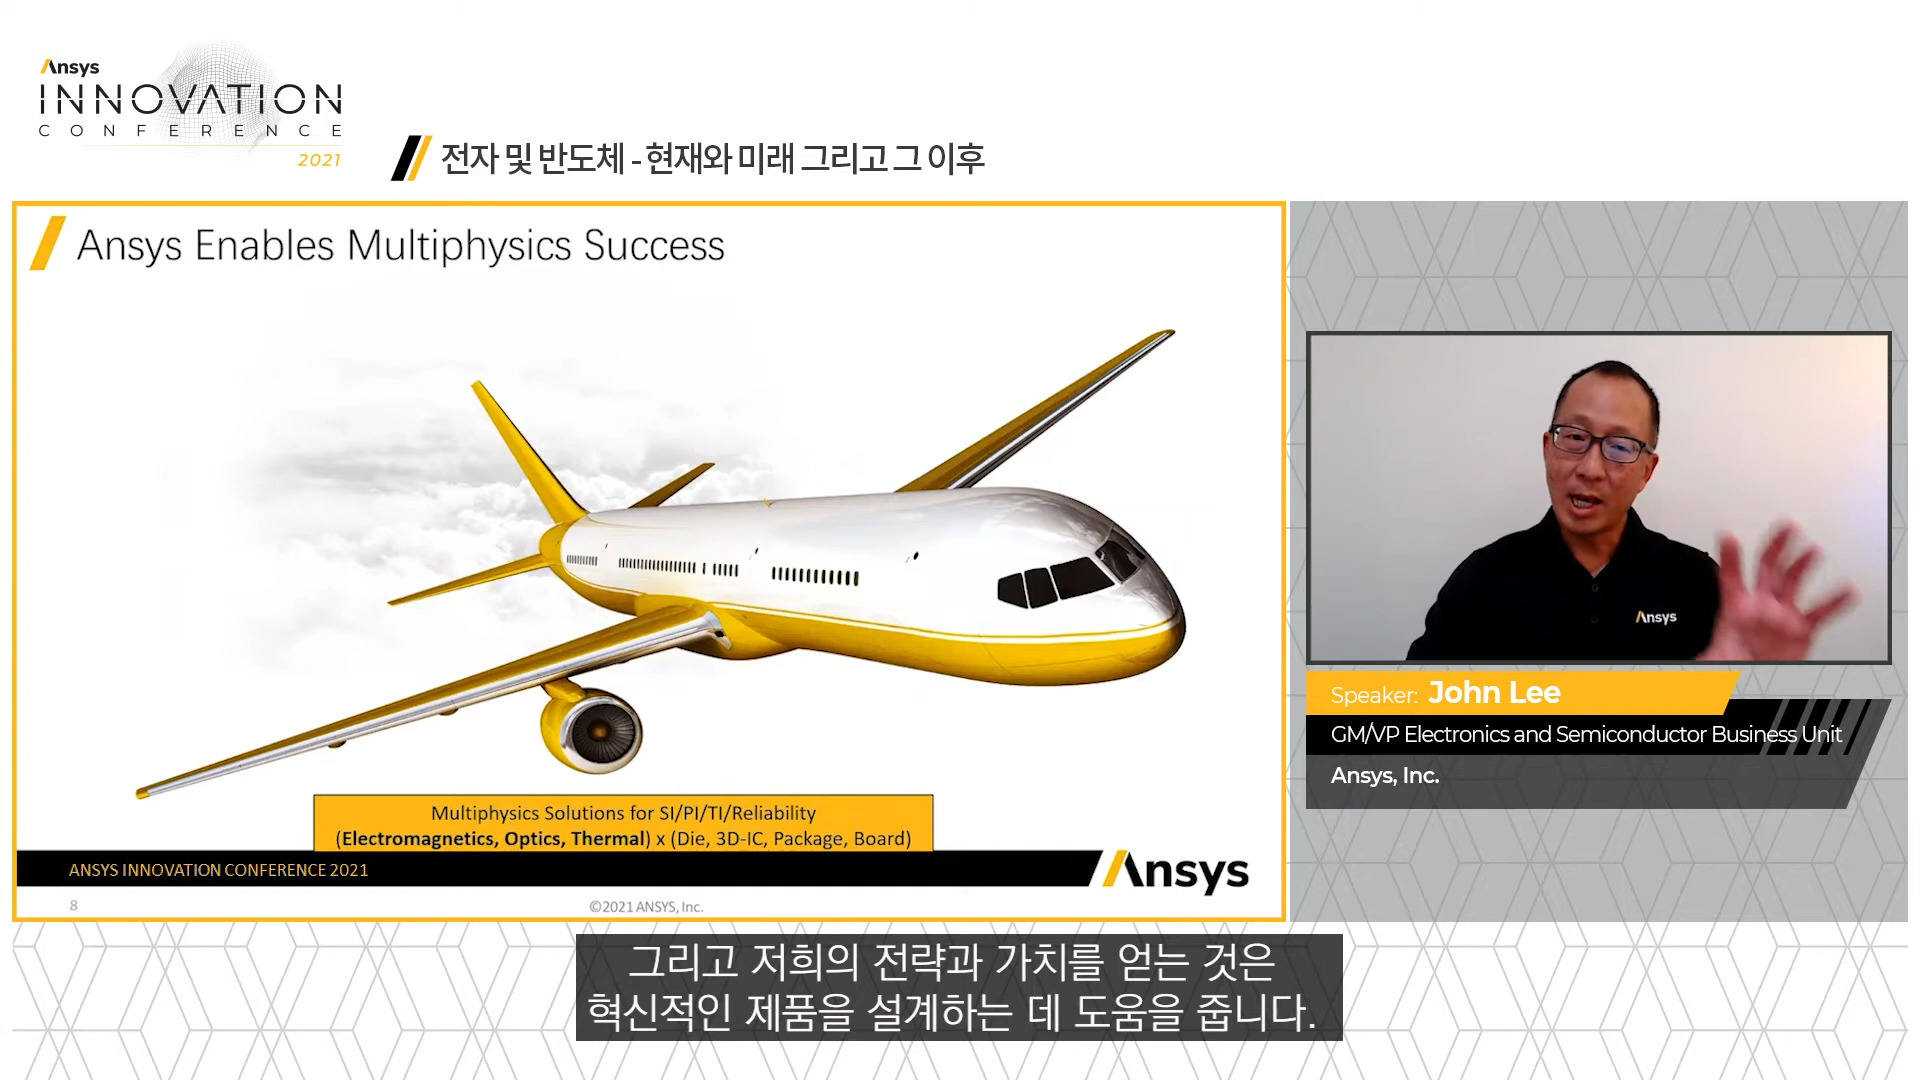 Ansys
INNOVATION
CONFERENCE
2021
전자 및 반도체 - 현재와 미래 그리고 그 이후
Ansys Enables Multiphysics Success
Multiphysics Solutions for SI/PI/TI/Reliability
(Electromagnetics, Optics, Thermal) x (Die, 3D-IC, Package, Board)
ANSYS INNOVATION CONFERENCE 2021
Ansys
8
©2021 ANSYS, Inc.
Ansys
Speaker: John Lee
GM/VP Electronics and Semiconductor Business Unit
Ansys, Inc.
그리고 저희의 전략과 가치를 얻는 것은
혁신적인 제품을 설계하는 데 도움을 줍니다.